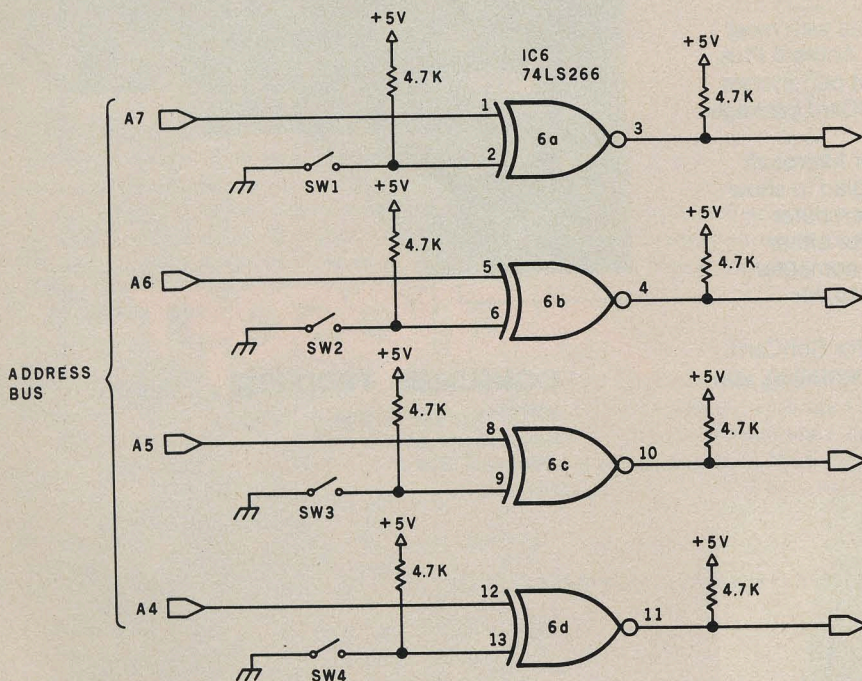 +5V
IC6
74LS266
+5V
4.7K
4.7K
A7
1
6a
3
2
SW1
+5V
+5V
4.7K
4.7K
A6
5
6b
4
6
SW2
+5V
+5V
ADDRESS
BUS
4.7K
4.7K
A5
8
6c
10
9
SW3
+5V
+5V
4.7K
4.7K
A4
12
6d
11
13
SW4